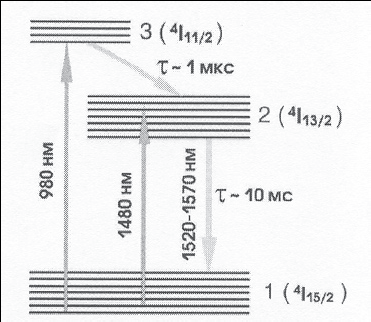 3 (⁴I₁₁/₂)
τ ~ 1 мкс
2 (⁴I₁₃/₂)
980 нм
1480 нм
1520-1570 нм
τ ~ 10 мс
1 (⁴I₁₅/₂)